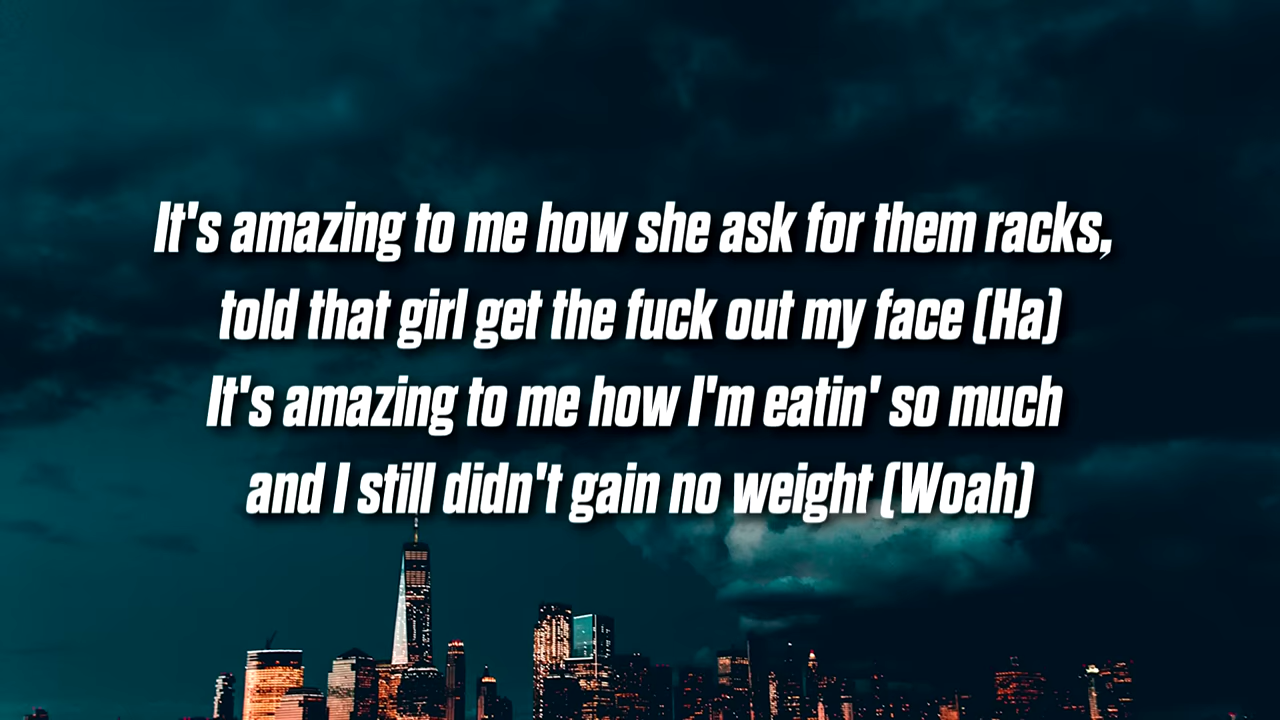 It's amazing to me how she ask for them racks,
told that girl get the fuck out my face (Ha)
It's amazing to me how I'm eatin' so much
and I still didn't gain no weight (Woah)